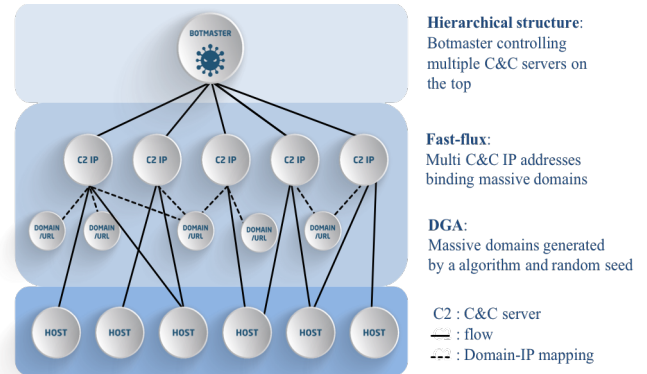 BOTMASTER
C2 IP
C2 IP
C2 IP
C2 IP
C2 IP
DOMAIN
/URL
DOMAIN
/URL
DOMAIN
/URL
DOMAIN
/URL
DOMAIN
/URL
HOST
HOST
HOST
HOST
HOST
HOST
Hierarchical structure:
Botmaster controlling
multiple C&C servers on
the top
Fast-flux:
Multi C&C IP addresses
binding massive domains
DGA:
Massive domains generated
by a algorithm and random seed
C2 : C&C server
: flow
: Domain-IP mapping